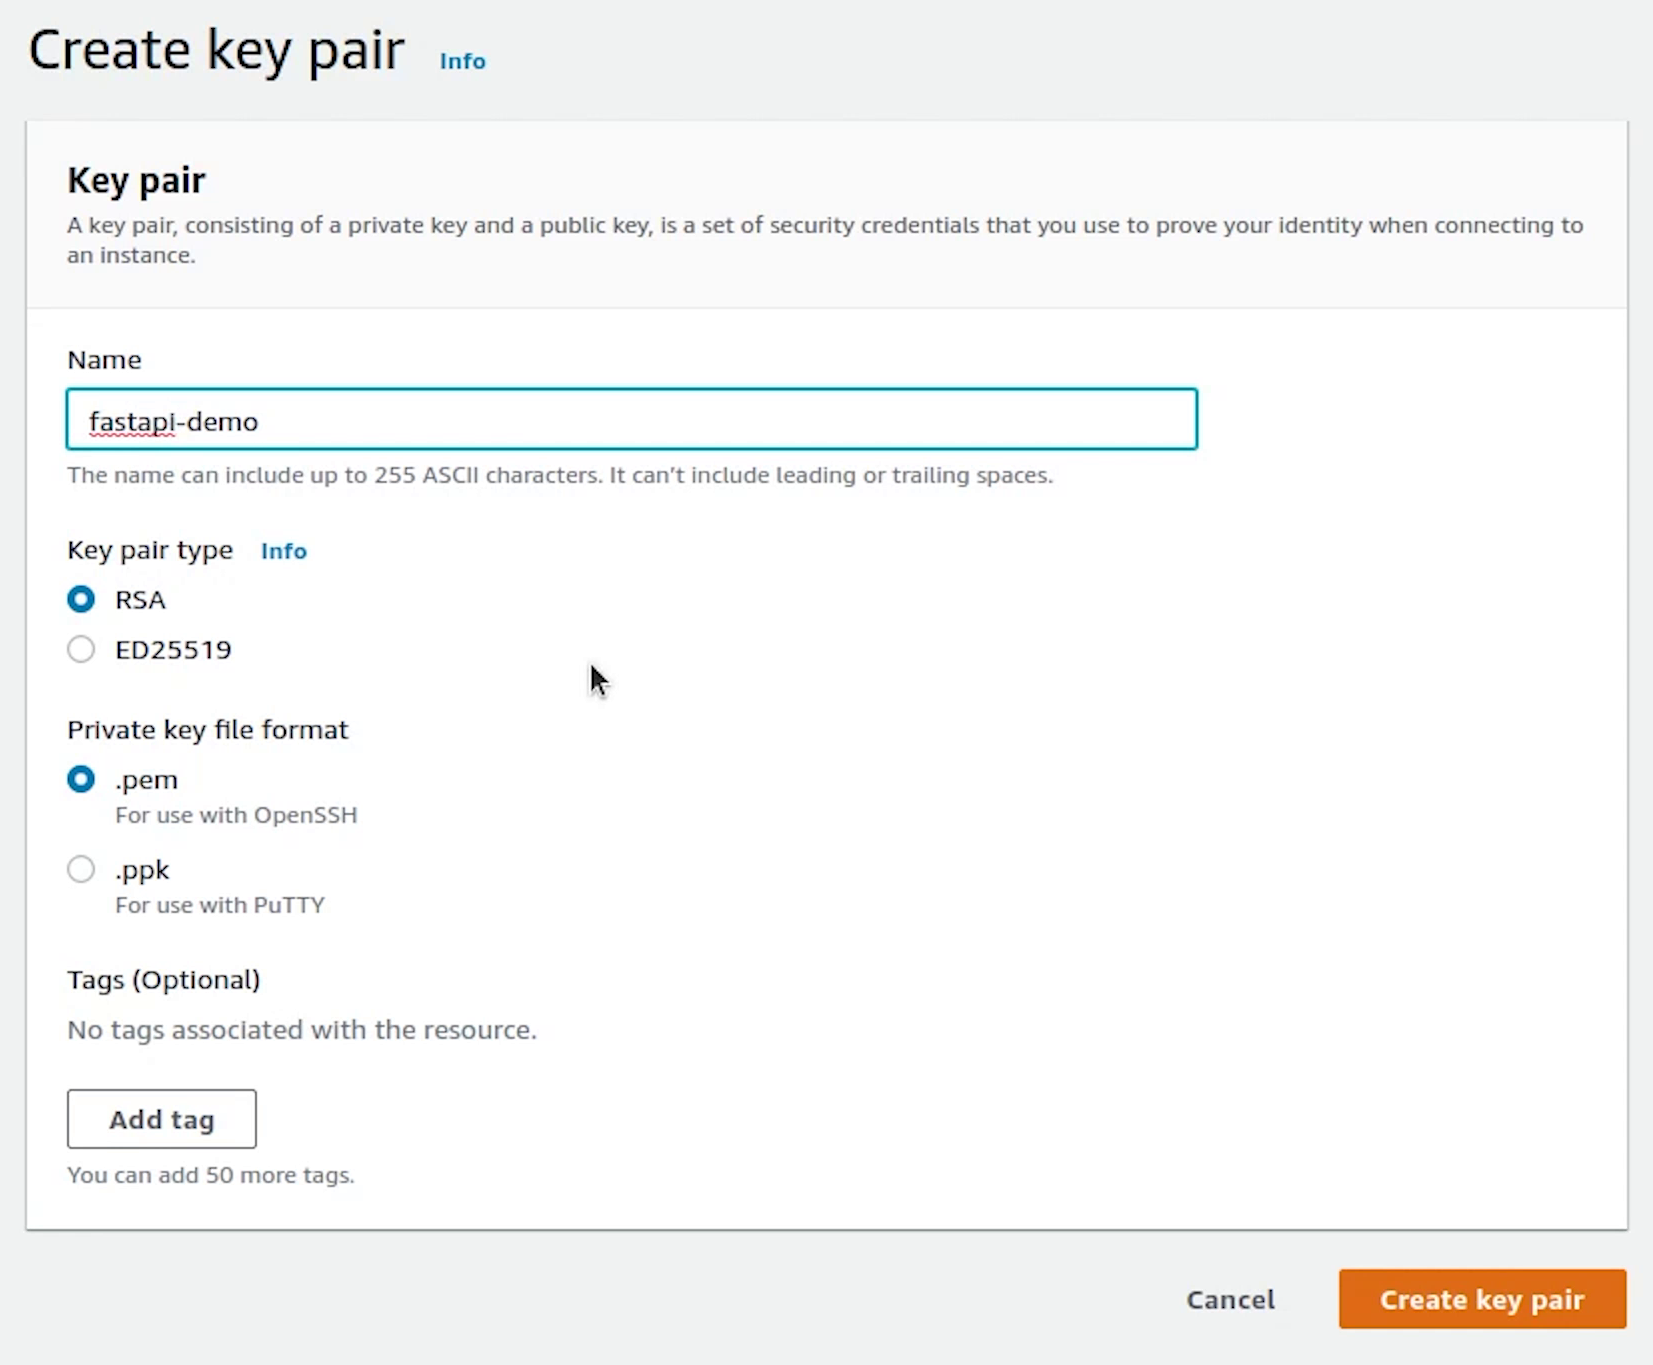 Create key pair Info
Key pair
A key pair, consisting of a private key and a public key, is a set of security credentials that you use to prove your identity when connecting to
an instance.
Name
fastapi-demo
The name can include up to 255 ASCII characters. It can't include leading or trailing spaces.
Key pair type Info
RSA
ED25519
Private key file format
.pem
For use with OpenSSH
.ppk
For use with PuTTY
Tags (Optional)
No tags associated with the resource.
Add tag
You can add 50 more tags.
Cancel Create key pair